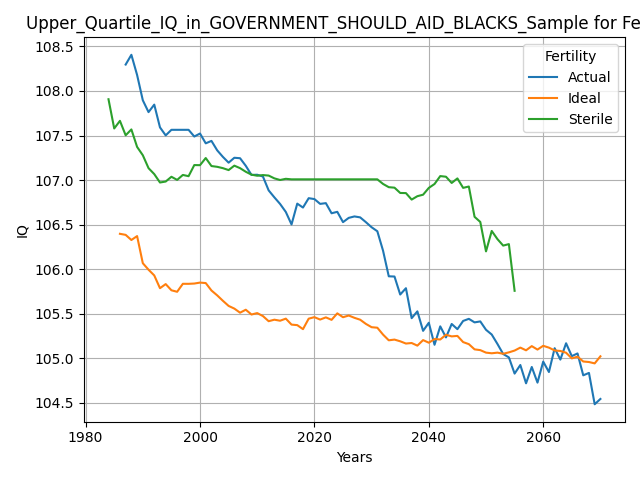 Upper_Quartile_IQ_in_GOVERNMENT_SHOULD_AID_BLACKS_Sample for Fe
108.5
108.0
107.5
107.0
106.5
106.0
105.5
105.0
104.5
IQ
Fertility
Actual
Ideal
Sterile
1980 2000 2020 2040 2060
Years